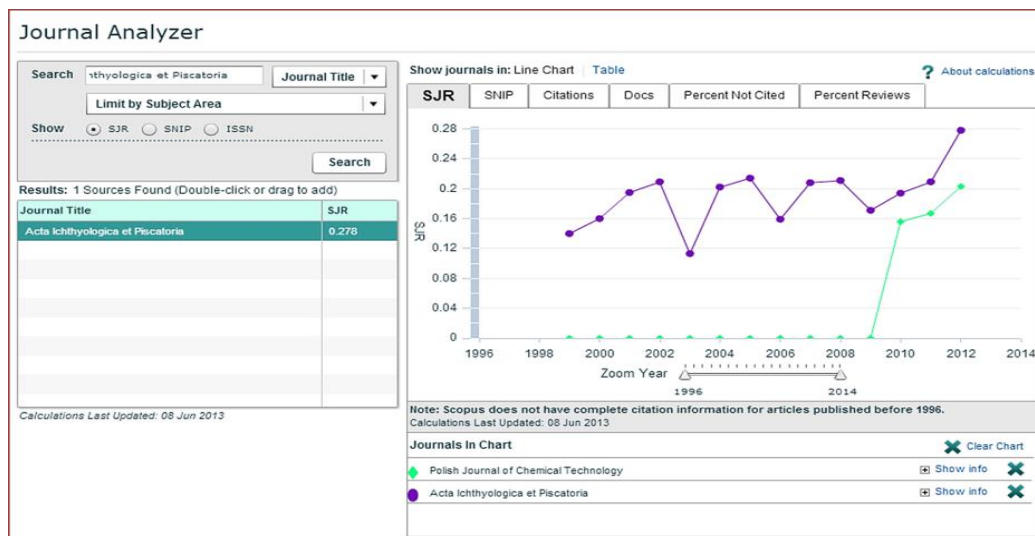 Journal Analyzer
Search
ıthyologica et Piscatoria
Journal Title
Limit by Subject Area
Show
SJR
SNIP
ISSN
Search
Results: 1 Sources Found (Double-click or drag to add)
Journal Title SJR
Acta Ichthyologica et Piscatoria 0.278
Calculations Last Updated: 08 Jun 2013
Show journals in: Line Chart | Table
? About calculations
SJR SNIP Citations Docs Percent Not Cited Percent Reviews
0.28
0.24
0.2
0.16
0.12
0.08
0.04
0
SJR
1996 1998 2000 2002 2004 2006 2008 2010 2012 2014
Zoom Year
1996 2014
Note: Scopus does not have complete citation information for articles published before 1996.
Calculations Last Updated: 08 Jun 2013
Journals In Chart
Clear Chart
Polish Journal of Chemical Technology
Show info
Acta Ichthyologica et Piscatoria
Show info